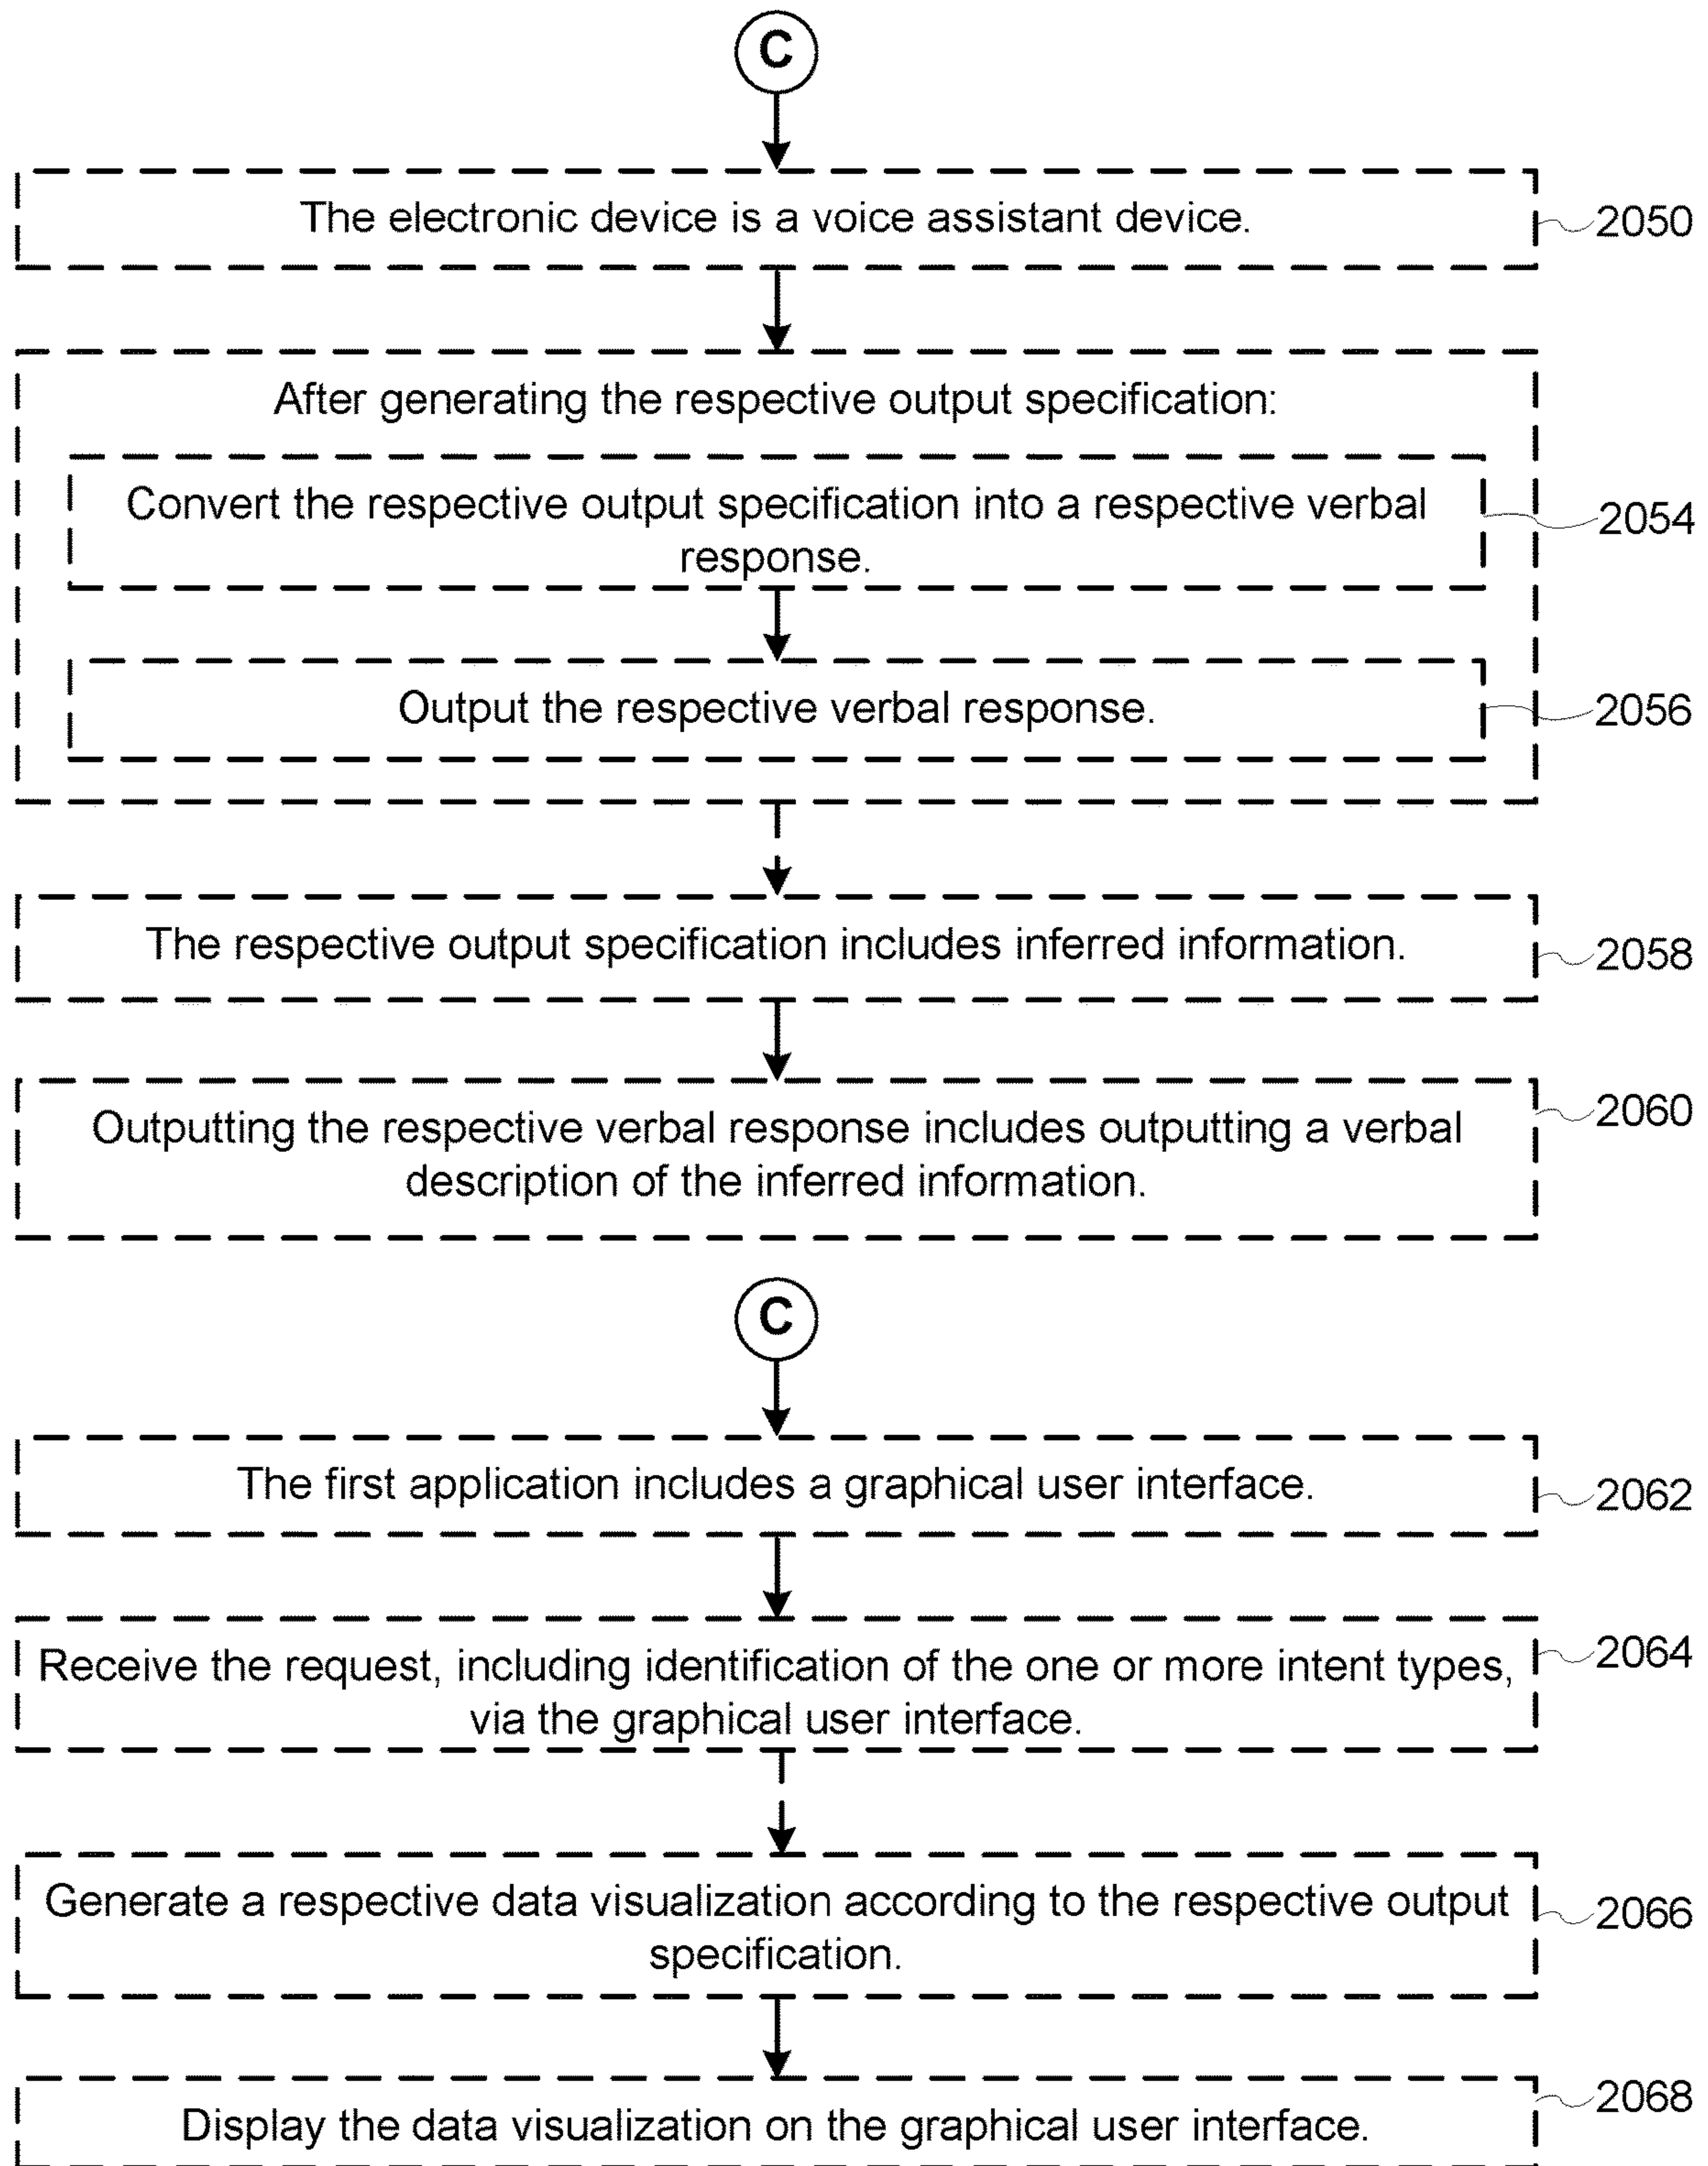 C
The electronic device is a voice assistant device.
2050
After generating the respective output specification:
Convert the respective output specification into a respective verbal
response.
2054
Output the respective verbal response.
2056
The respective output specification includes inferred information.
2058
Outputting the respective verbal response includes outputting a verbal
description of the inferred information.
2060
C
The first application includes a graphical user interface.
2062
Receive the request, including identification of the one or more intent types,
via the graphical user interface.
2064
Generate a respective data visualization according to the respective output
specification.
2066
Display the data visualization on the graphical user interface.
2068